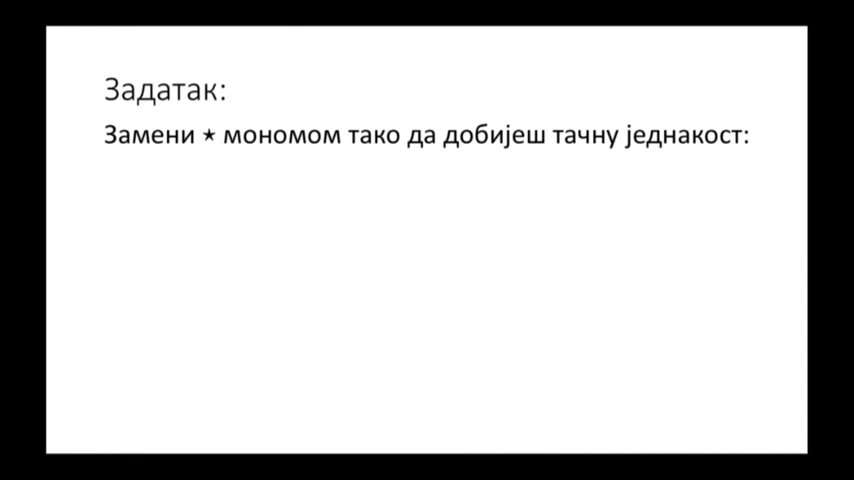 Задатак:
Замени ⋆ мономом тако да добијеш тачну једнакост: